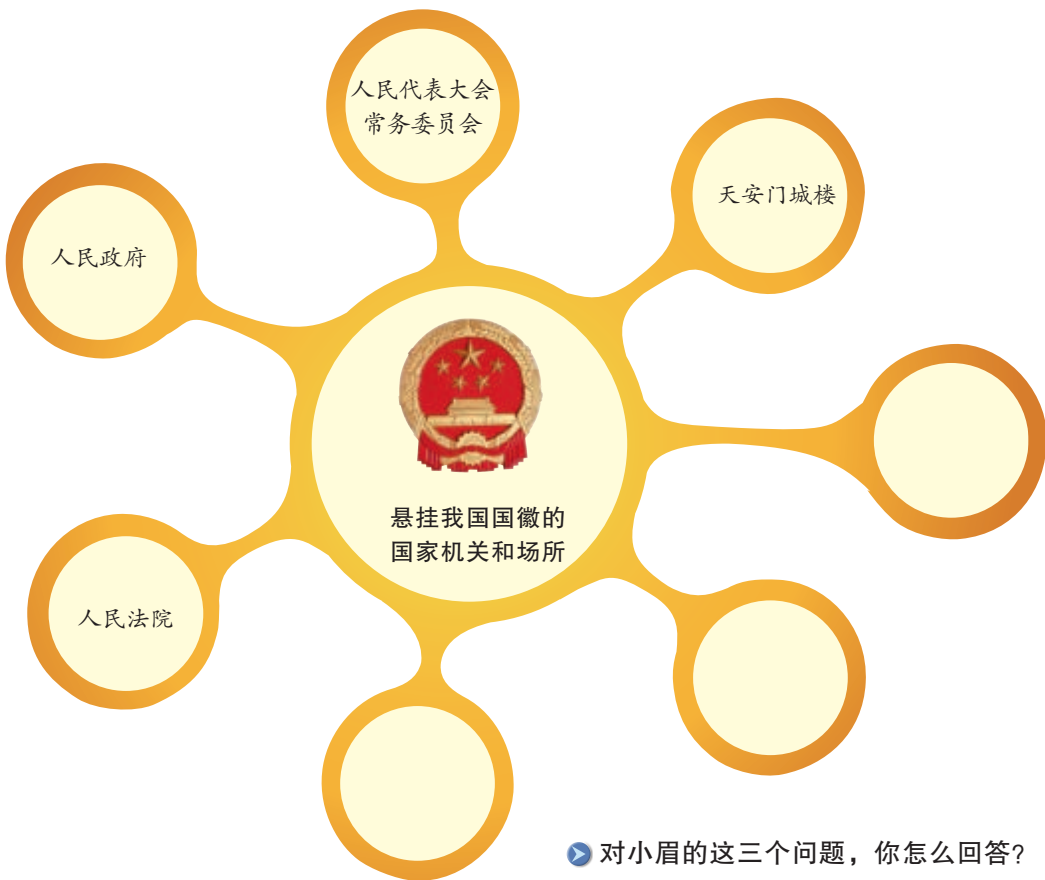 人民代表大会
常务委员会
天安门城楼
人民政府
悬挂我国国徽的
国家机关和场所
人民法院
对小眉的这三个问题，你怎么回答？